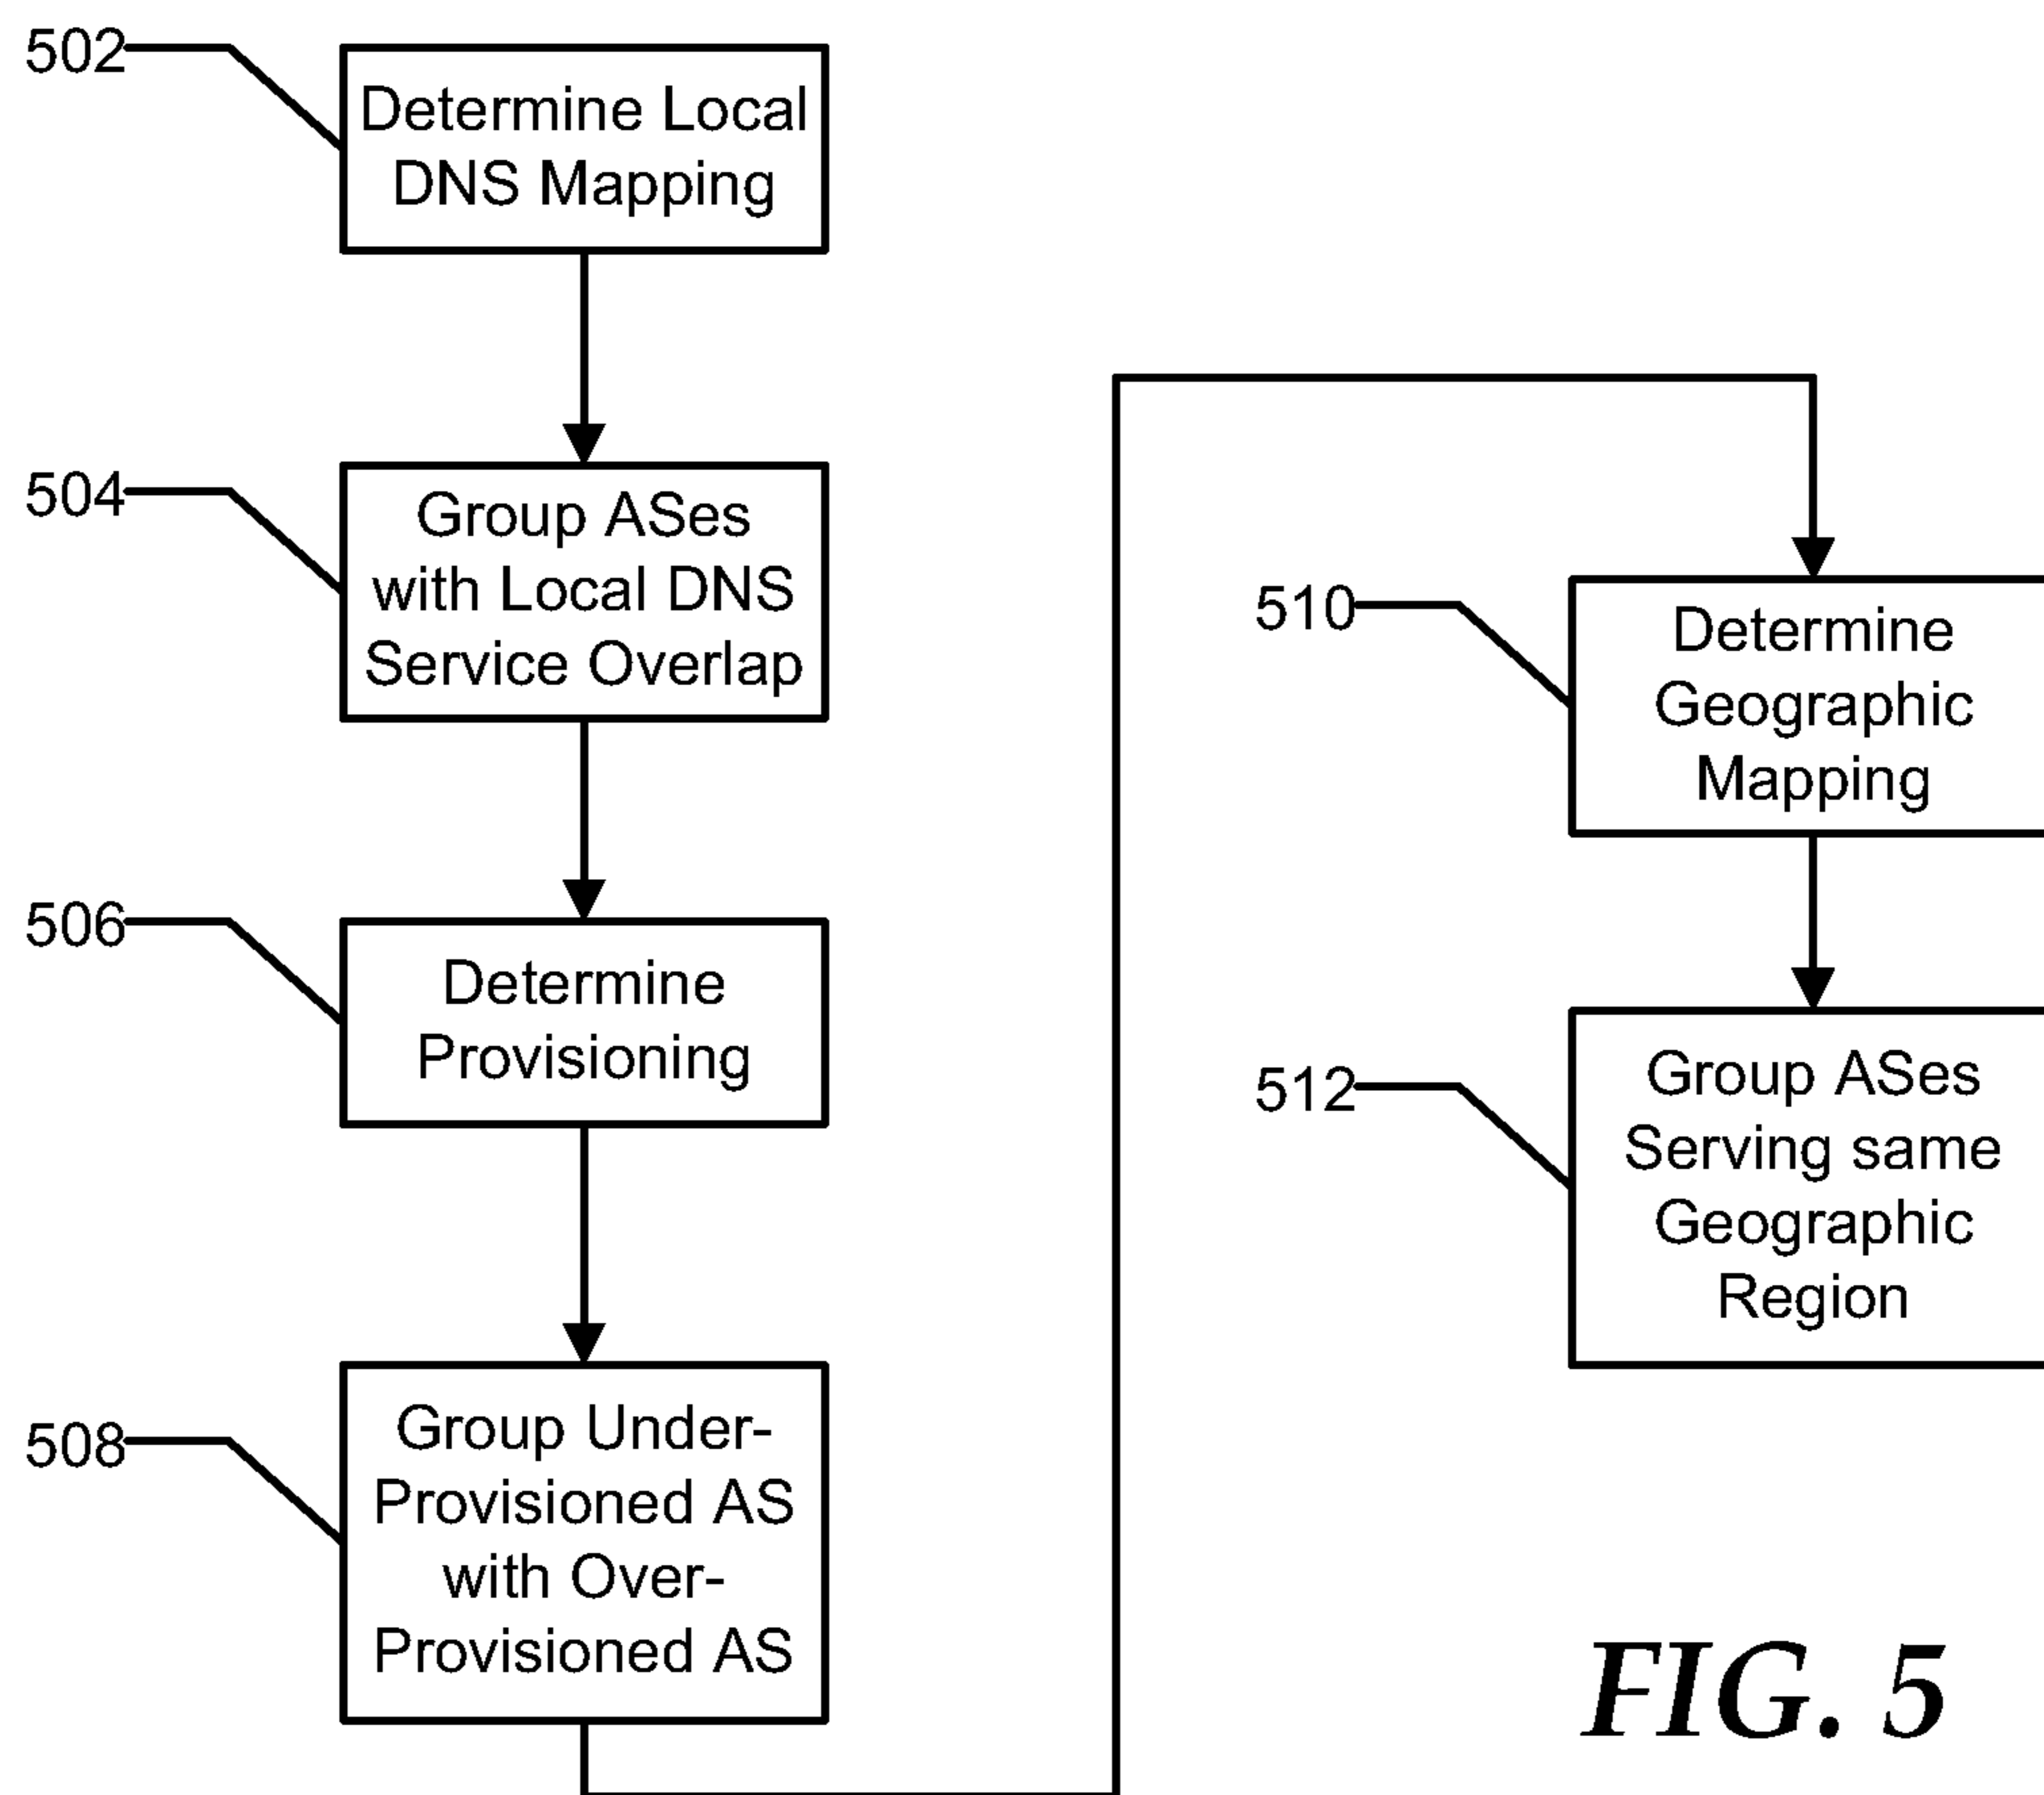 502
Determine Local
DNS Mapping
504
Group ASes
with Local DNS
Service Overlap
506
Determine
Provisioning
508
Group Under-
Provisioned AS
with Over-
Provisioned AS
510
Determine
Geographic
Mapping
512
Group ASes
Serving same
Geographic
Region
FIG. 5